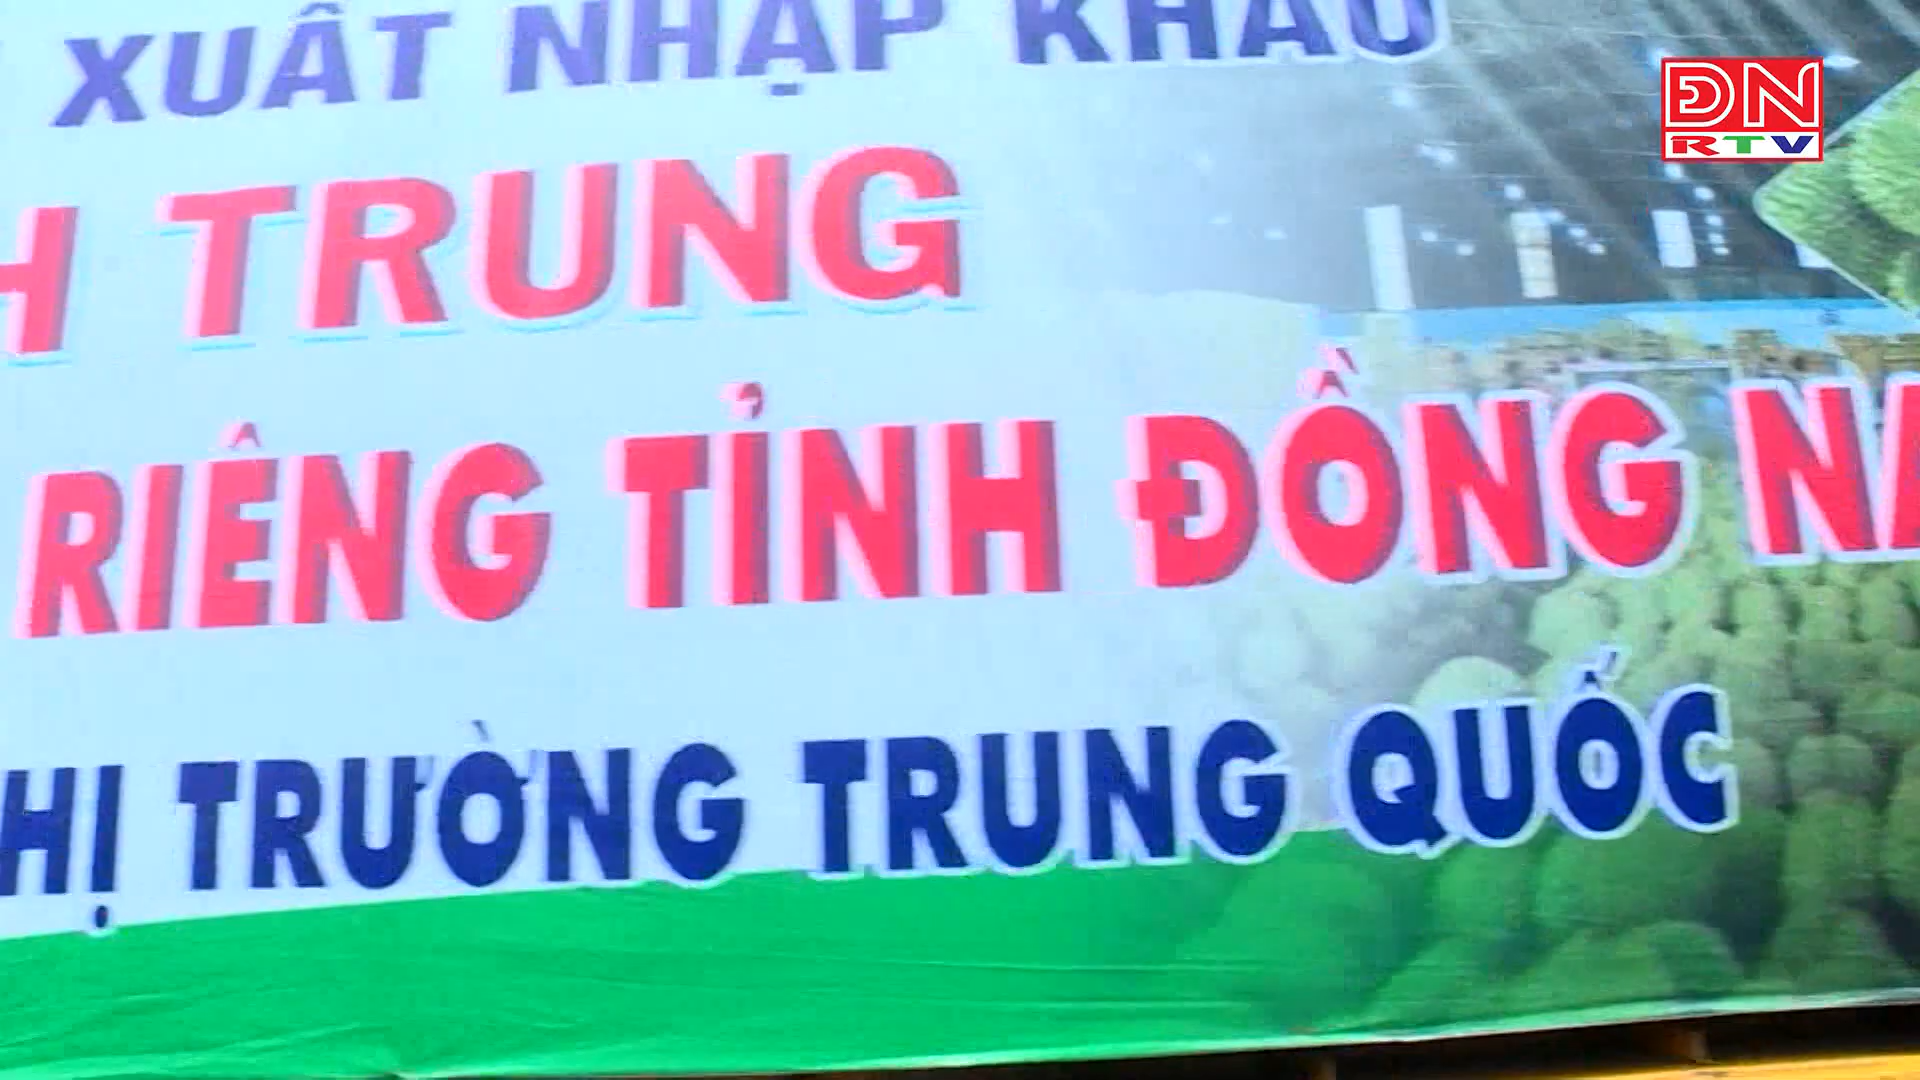 XUẤT NHẬP KHẨU
ĐN
RTV
H TRUNG
RIÊNG TỈNH ĐỒNG NA
HỊ TRƯỜNG TRUNG QUỐC